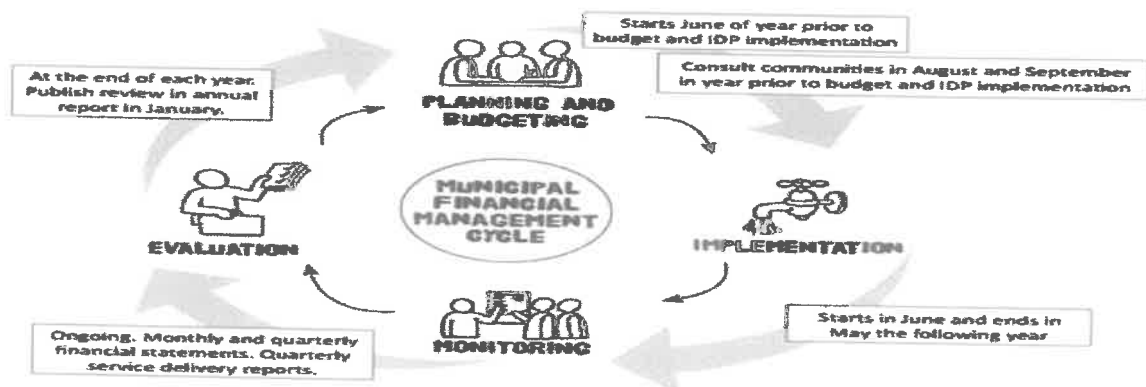 Starts June of year prior to
budget and IDP implementation
Consult communities in August and September
in year prior to budget and IDP implementation
At the end of each year.
Publish review in annual
report in January.
PLANNING AND
BUDGETING
MUNICIPAL
FINANCIAL
MANAGEMENT
CYCLE
EVALUATION
IMPLEMENTATION
MONITORING
Ongoing. Monthly and quarterly
financial statements. Quarterly
service delivery reports.
Starts in June and ends in
May the following year